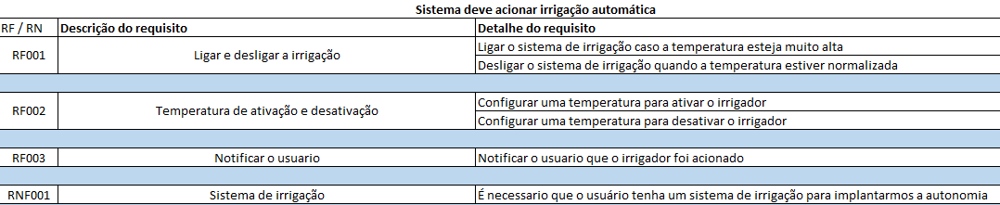 Sistema deve acionar irrigação automática
RF / RN Descrição do requisito Detalhe do requisito
RF001 Ligar e desligar a irrigação Ligar o sistema de irrigação caso a temperatura esteja muito alta
Desligar o sistema de irrigação quando a temperatura estiver normalizada
RF002 Temperatura de ativação e desativação Configurar uma temperatura para ativar o irrigador
Configurar uma temperatura para desativar o irrigador
RF003 Notificar o usuario Notificar o usuario que o irrigador foi acionado
RNF001 Sistema de irrigação É necessario que o usuário tenha um sistema de irrigação para implantarmos a autonomia